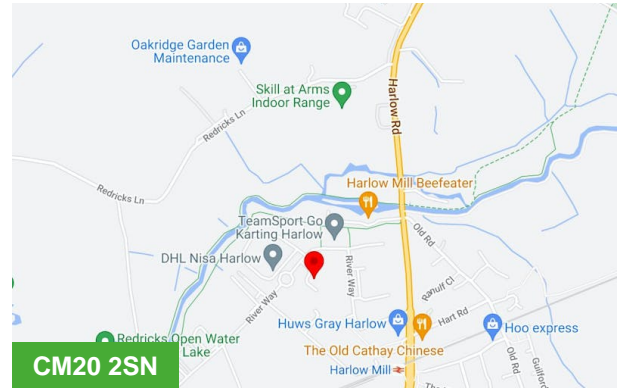 Oakridge Garden
Maintenance
Skill at Arms
Indoor Range
Redricks Ln
Harlow Rd
Redricks Ln
Harlow Mill Beefeater
TeamSport Go
Karting Harlow
Old Rd
DHL Nisa Harlow
River Way
Ranulf Cl
River Way
Hart Rd
Huws Gray Harlow
Hoo express
Redricks Open Water
Lake
The Old Cathay Chinese
Old Rd
Guilfor
Harlow Mill
The
CM20 2SN